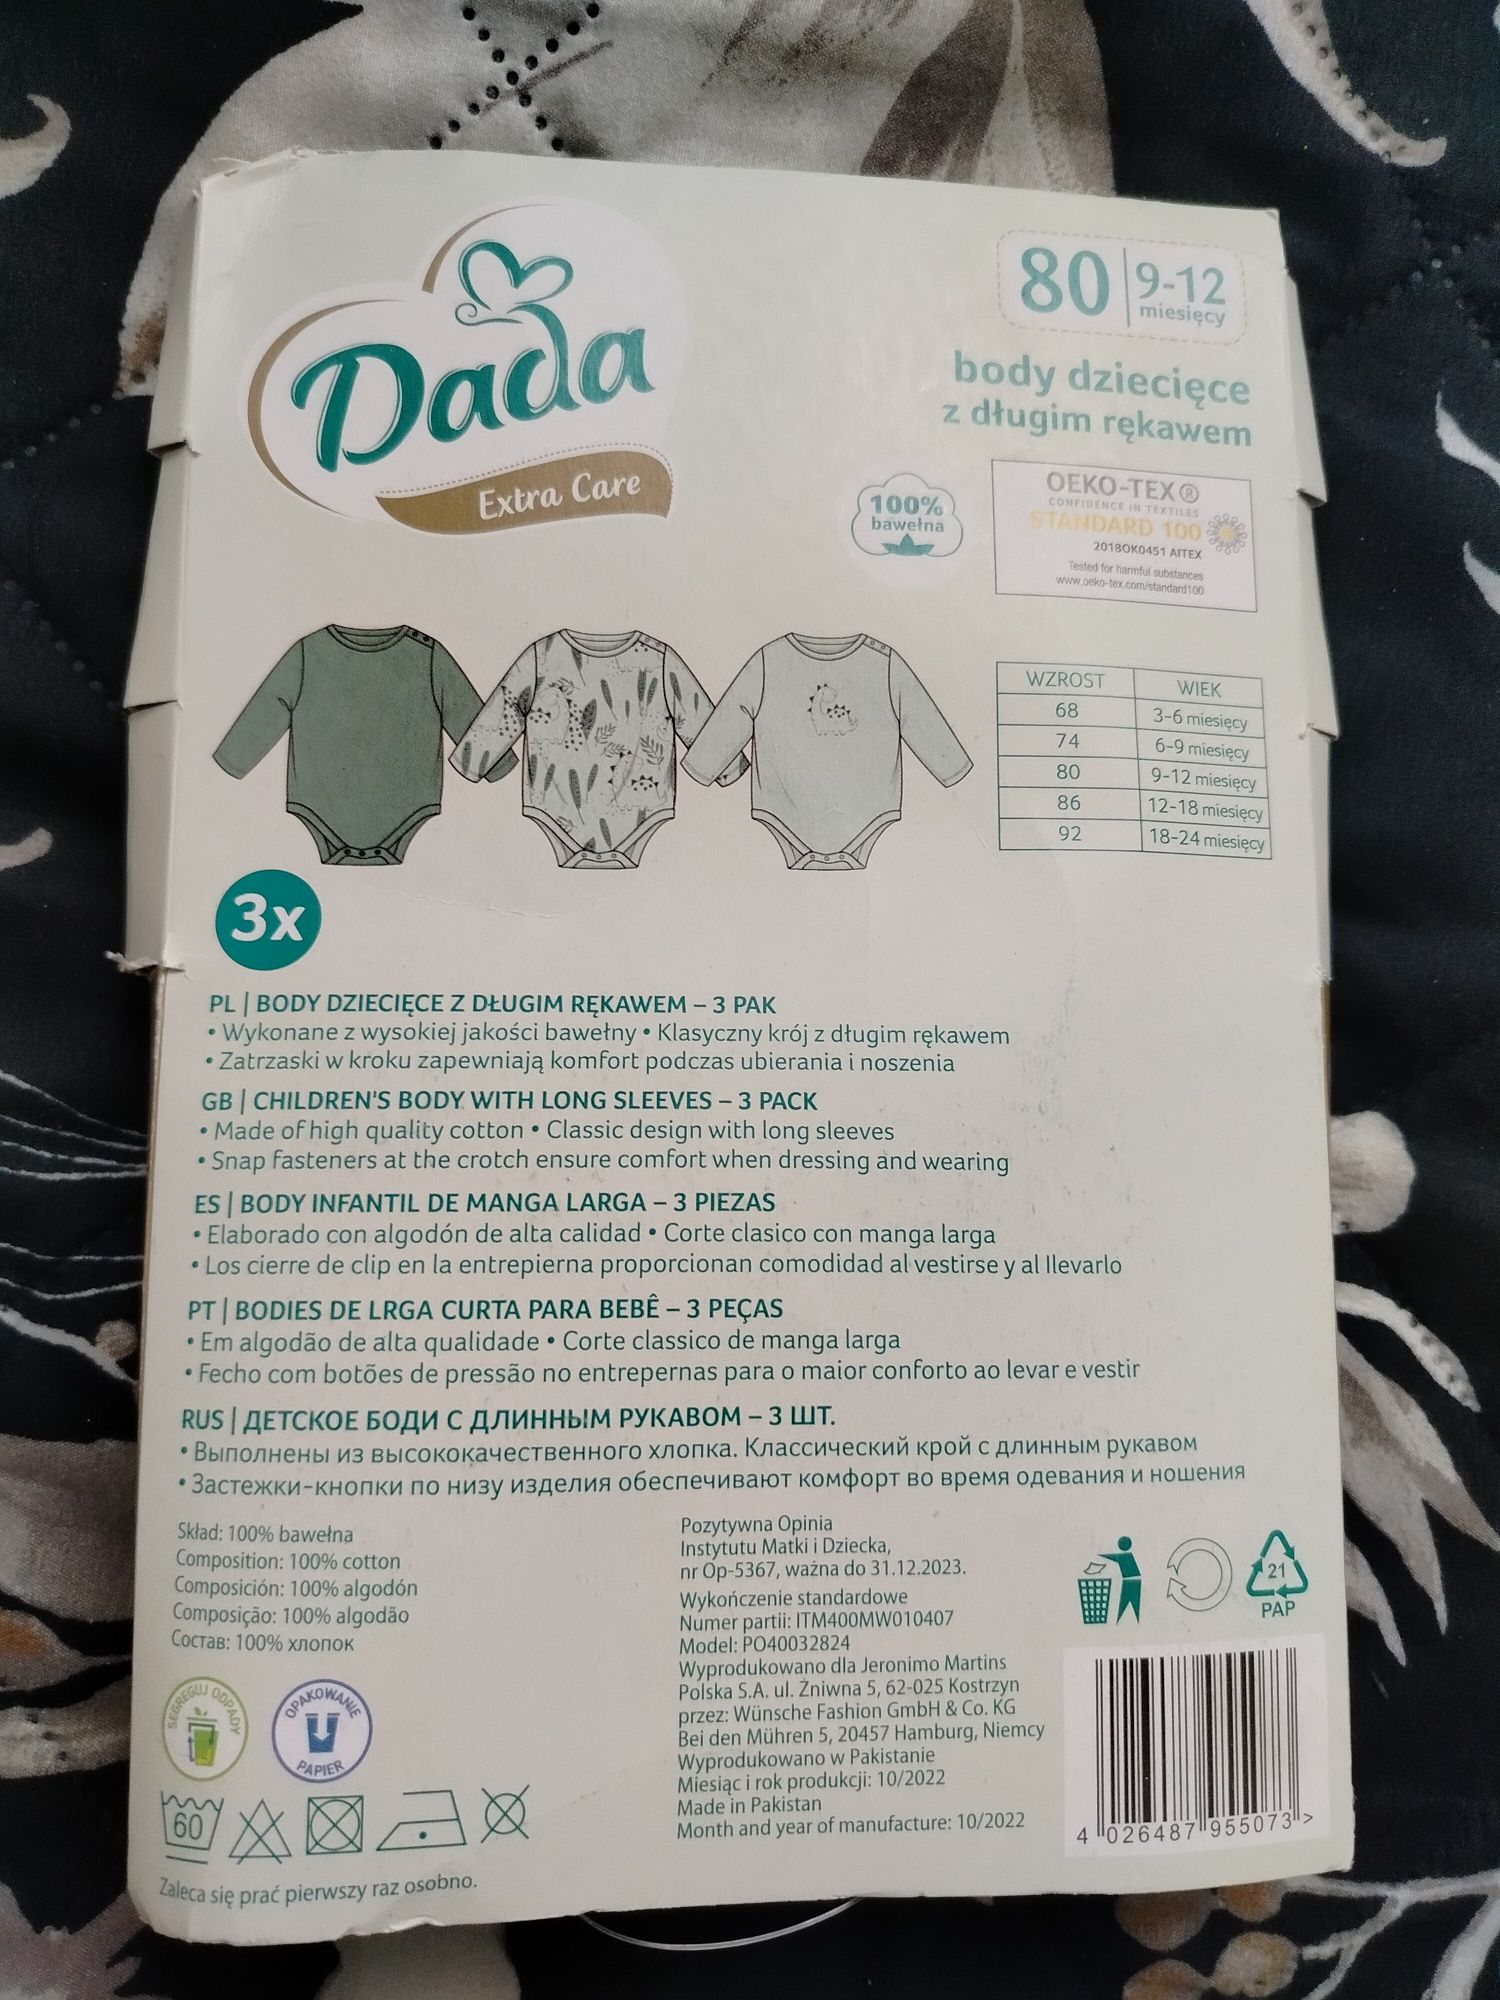 Dada
Extra Care
80 | 9-12
miesięcy
body dziecięce
z długim rękawem
100%
bawełna
OEKO-TEX®
CONFIDENCE IN TEXTILES
STANDARD 100
2018OK0451 AITEX
Tested for harmful substances
www.oeko-tex.com/standard100
WZROST WIEK
68 3-6 miesięcy
74 6-9 miesięcy
80 9-12 miesięcy
86 12-18 miesięcy
92 18-24 miesięcy
3x
PL | BODY DZIECIĘCE Z DŁUGIM RĘKAWEM – 3 PAK
• Wykonane z wysokiej jakości bawełny • Klasyczny krój z długim rękawem
• Zatrzaski w kroku zapewniają komfort podczas ubierania i noszenia
GB | CHILDREN'S BODY WITH LONG SLEEVES – 3 PACK
• Made of high quality cotton • Classic design with long sleeves
• Snap fasteners at the crotch ensure comfort when dressing and wearing
ES | BODY INFANTIL DE MANGA LARGA – 3 PIEZAS
• Elaborado con algodón de alta calidad • Corte clasico con manga larga
• Los cierre de clip en la entrepierna proporcionan comodidad al vestirse y al llevarlo
PT | BODIES DE LRGA CURTA PARA BEBÊ – 3 PEÇAS
• Em algodão de alta qualidade • Corte classico de manga larga
• Fecho com botões de pressão no entrepernas para o maior conforto ao levar e vestir
RUS | ДЕТСКОЕ БОДИ С ДЛИННЫМ РУКАВОМ – 3 ШТ.
• Выполнены из высококачественного хлопка. Классический крой с длинным рукавом
• Застежки-кнопки по низу изделия обеспечивают комфорт во время одевания и ношения
Skład: 100% bawełna
Composition: 100% cotton
Composición: 100% algodón
Composição: 100% algodão
Состав: 100% хлопок
SEGREGUJ ODPADY
OPAKOWANIE
PAPIER
60
Zaleca się prać pierwszy raz osobno.
Pozytywna Opinia
Instytutu Matki i Dziecka,
nr Op-5367, ważna do 31.12.2023.
Wykończenie standardowe
Numer partii: ITM400MW010407
Model: PO40032824
Wyprodukowano dla Jeronimo Martins
Polska S.A. ul. Żniwna 5, 62-025 Kostrzyn
przez: Wünsche Fashion GmbH & Co. KG
Bei den Mühren 5, 20457 Hamburg, Niemcy
Wyprodukowano w Pakistanie
Miesiąc i rok produkcji: 10/2022
Made in Pakistan
Month and year of manufacture: 10/2022
21
PAP
4 026487 955073 >